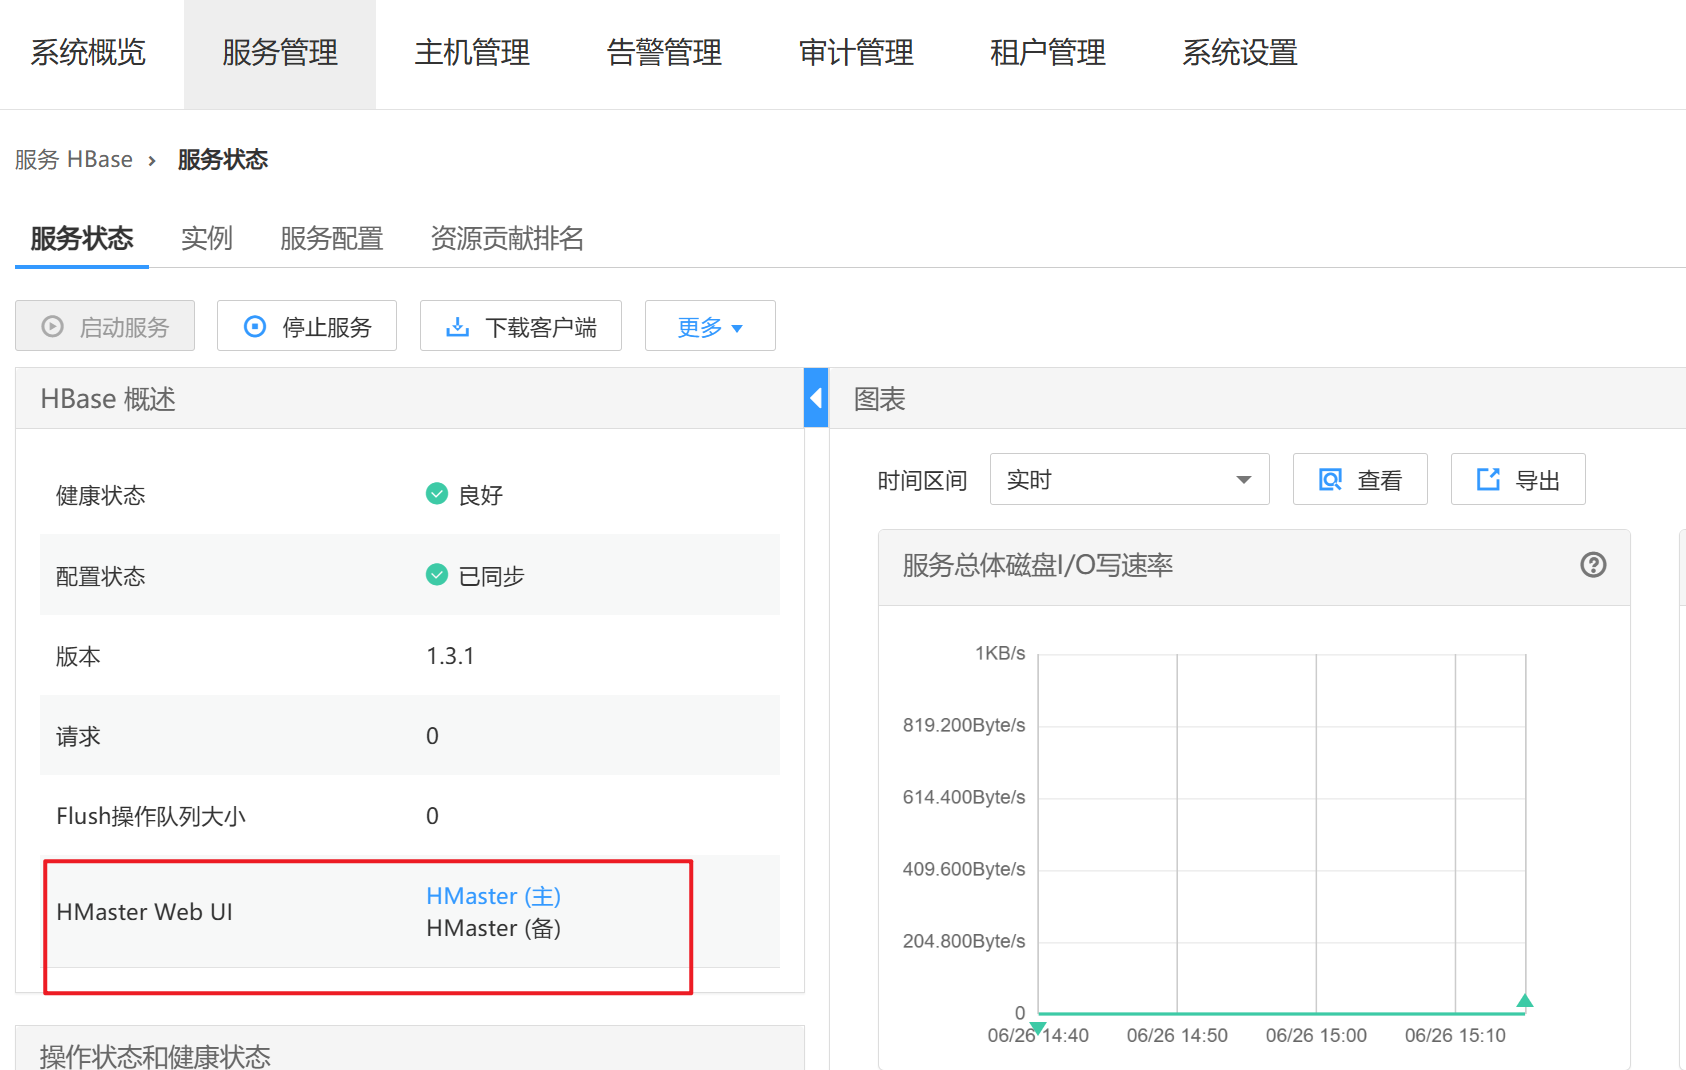 系统概览 服务管理 主机管理 告警管理 审计管理 租户管理 系统设置
服务 HBase › 服务状态
服务状态 实例 服务配置 资源贡献排名
启动服务 停止服务 下载客户端 更多
HBase 概述
健康状态 良好
配置状态 已同步
版本 1.3.1
请求 0
Flush操作队列大小 0
HMaster Web UI HMaster (主)
HMaster (备)
操作状态和健康状态
图表
时间区间 实时 查看 导出
服务总体磁盘I/O写速率
1KB/s
819.200Byte/s
614.400Byte/s
409.600Byte/s
204.800Byte/s
0
06/26 14:40 06/26 14:50 06/26 15:00 06/26 15:10